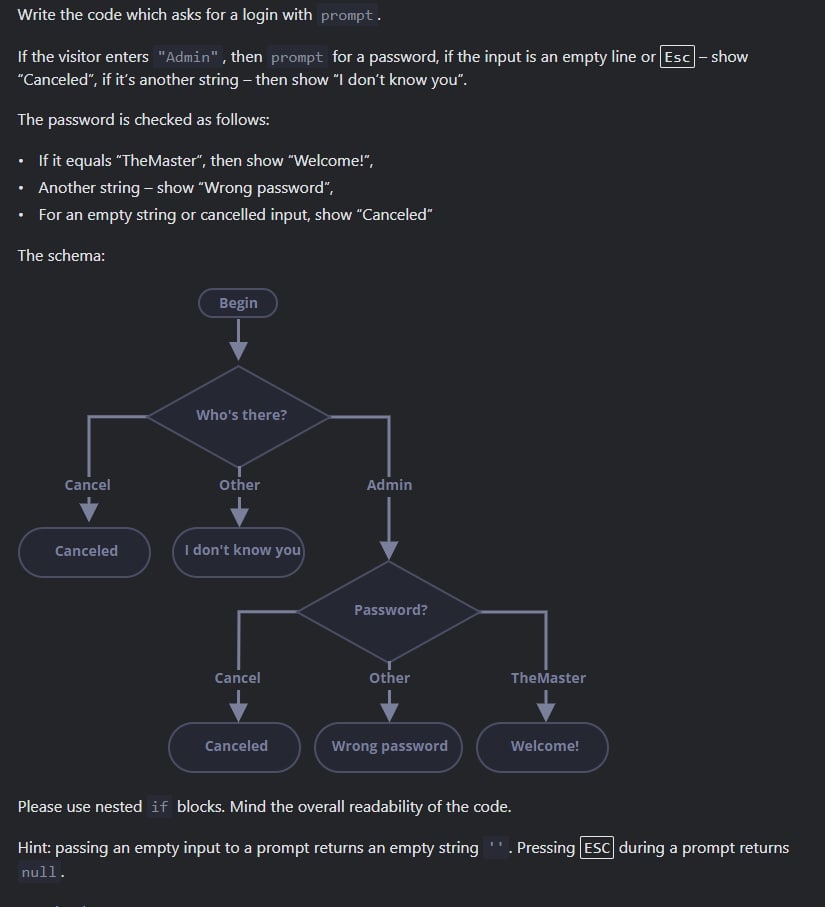 Write the code which asks for a login with prompt.
If the visitor enters "Admin", then prompt for a password, if the input is an empty line or Esc – show
“Canceled”, if it’s another string – then show “I don’t know you”.
The password is checked as follows:
• If it equals “TheMaster”, then show “Welcome!”,
• Another string – show “Wrong password”,
• For an empty string or cancelled input, show “Canceled”
The schema:
Begin
Who's there?
Cancel
Other
Admin
Canceled
I don't know you
Password?
Cancel
Other
TheMaster
Canceled
Wrong password
Welcome!
Please use nested if blocks. Mind the overall readability of the code.
Hint: passing an empty input to a prompt returns an empty string ''. Pressing ESC during a prompt returns
null.